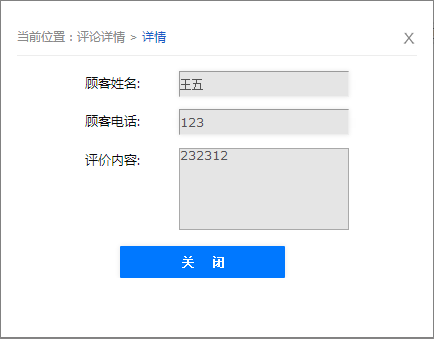 当前位置：评论详情 > 详情
X
顾客姓名: 王五
顾客电话: 123
评价内容: 232312
关 闭